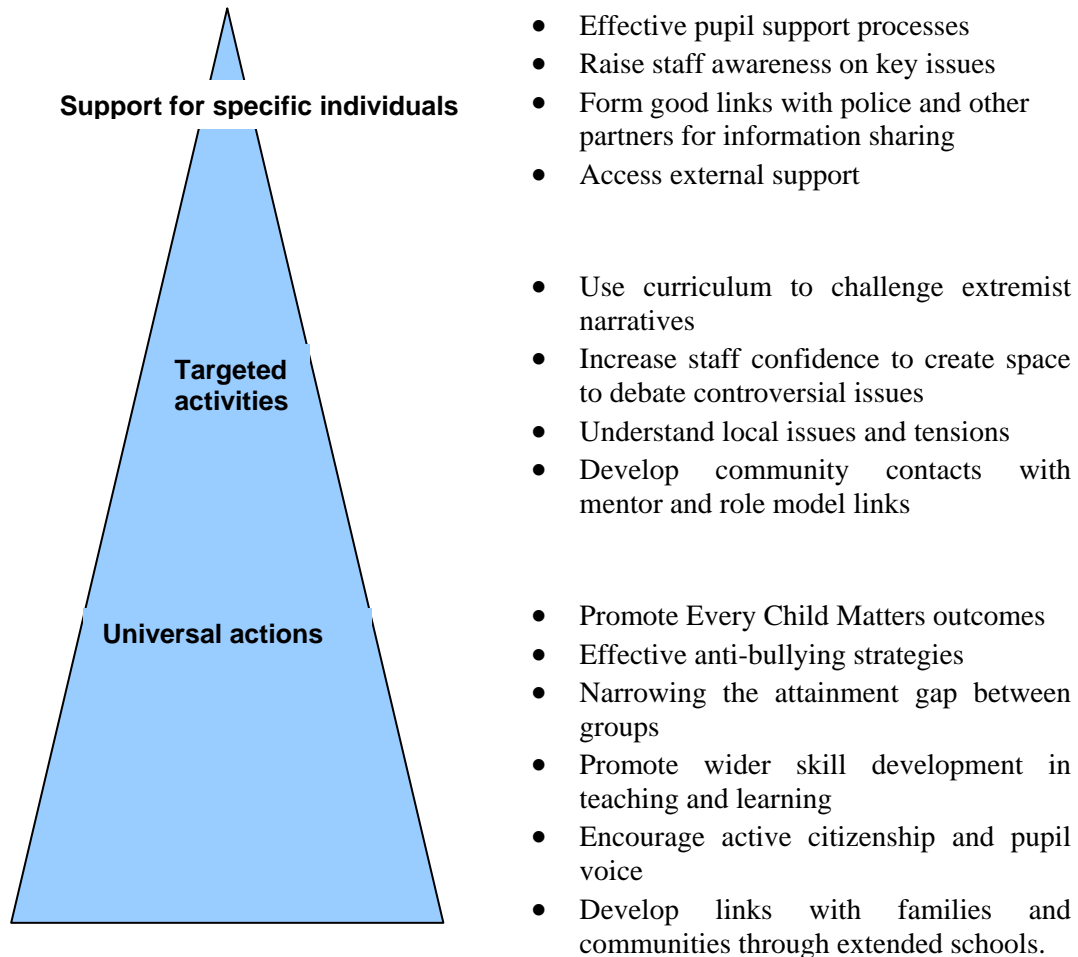 • Effective pupil support processes
• Raise staff awareness on key issues
Support for specific individuals
• Form good links with police and other
partners for information sharing
• Access external support
• Use curriculum to challenge extremist
narratives
Targeted
activities
• Increase staff confidence to create space
to debate controversial issues
• Understand local issues and tensions
• Develop community contacts with
mentor and role model links
Universal actions
• Promote Every Child Matters outcomes
• Effective anti-bullying strategies
• Narrowing the attainment gap between
groups
• Promote wider skill development in
teaching and learning
• Encourage active citizenship and pupil
voice
• Develop links with families and
communities through extended schools.